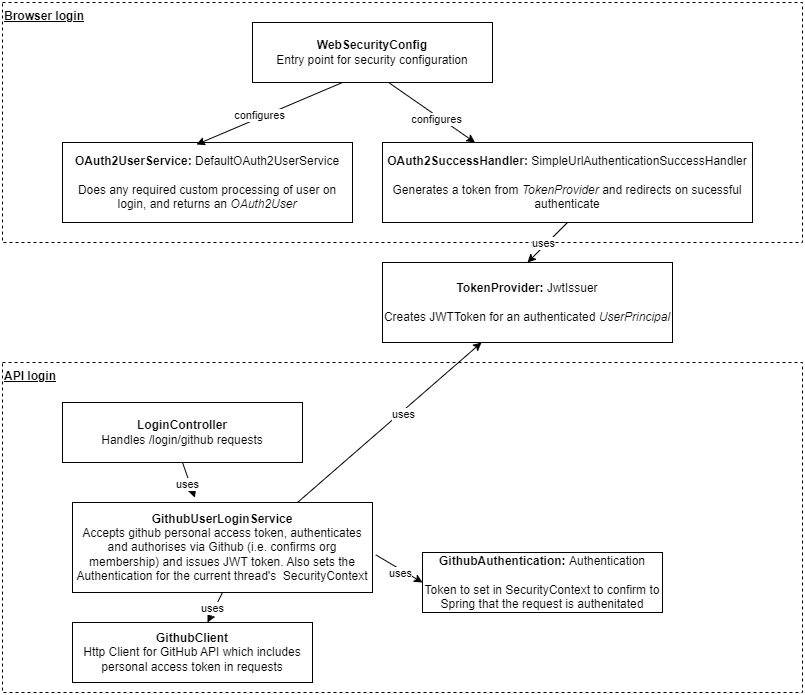 Browser login
WebSecurityConfig
Entry point for security configuration
configures
configures
OAuth2UserService: DefaultOAuth2UserService
Does any required custom processing of user on
login, and returns an OAuth2User
OAuth2SuccessHandler: SimpleUrlAuthenticationSuccessHandler
Generates a token from TokenProvider and redirects on sucessful
authenticate
uses
TokenProvider: JwtIssuer
Creates JWTToken for an authenticated UserPrincipal
API login
LoginController
Handles /login/github requests
uses
uses
GithubUserLoginService
Accepts github personal access token, authenticates
and authorises via Github (i.e. confirms org
membership) and issues JWT token. Also sets the
Authentication for the current thread's SecurityContext
uses
GithubAuthentication: Authentication
Token to set in SecurityContext to confirm to
Spring that the request is authenitated
uses
GithubClient
Http Client for GitHub API which includes
personal access token in requests